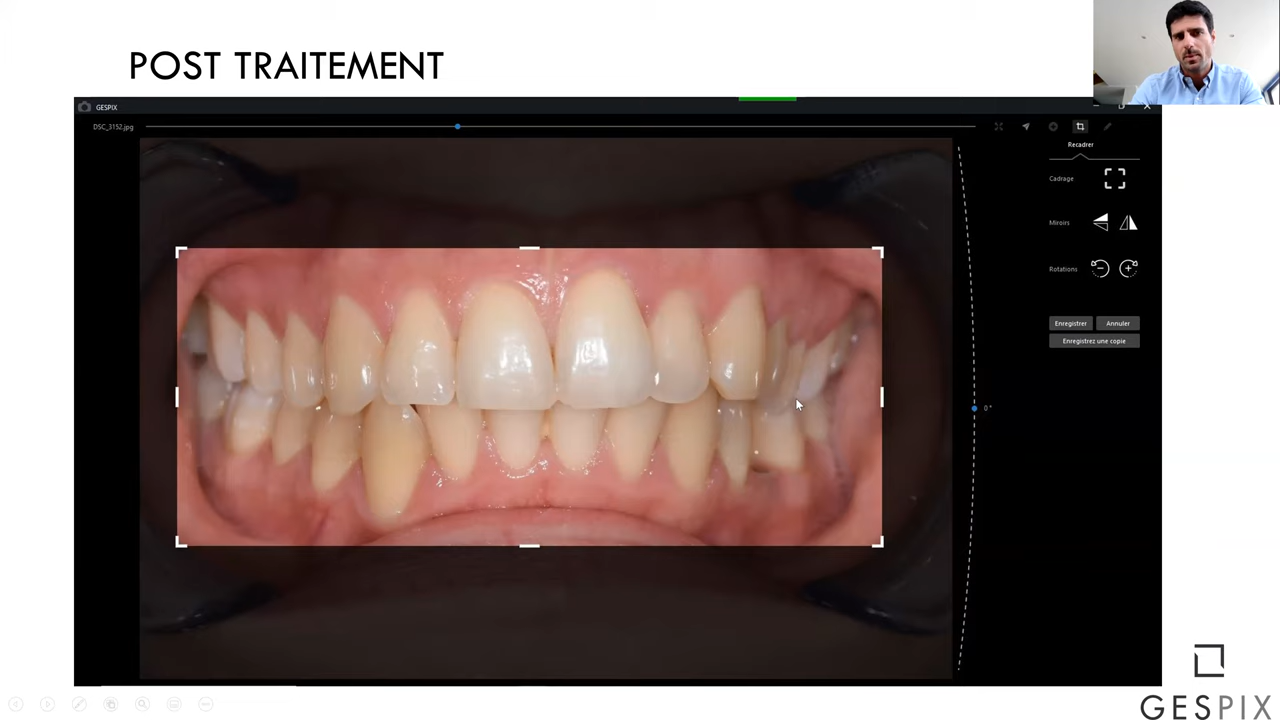 POST TRAITEMENT
GESPIX
DSC_3152.jpg
Recadrer
Cadrage
Miroirs
Rotations
Enregistrer
Annuler
Enregistrez une copie
0°
GESPIX